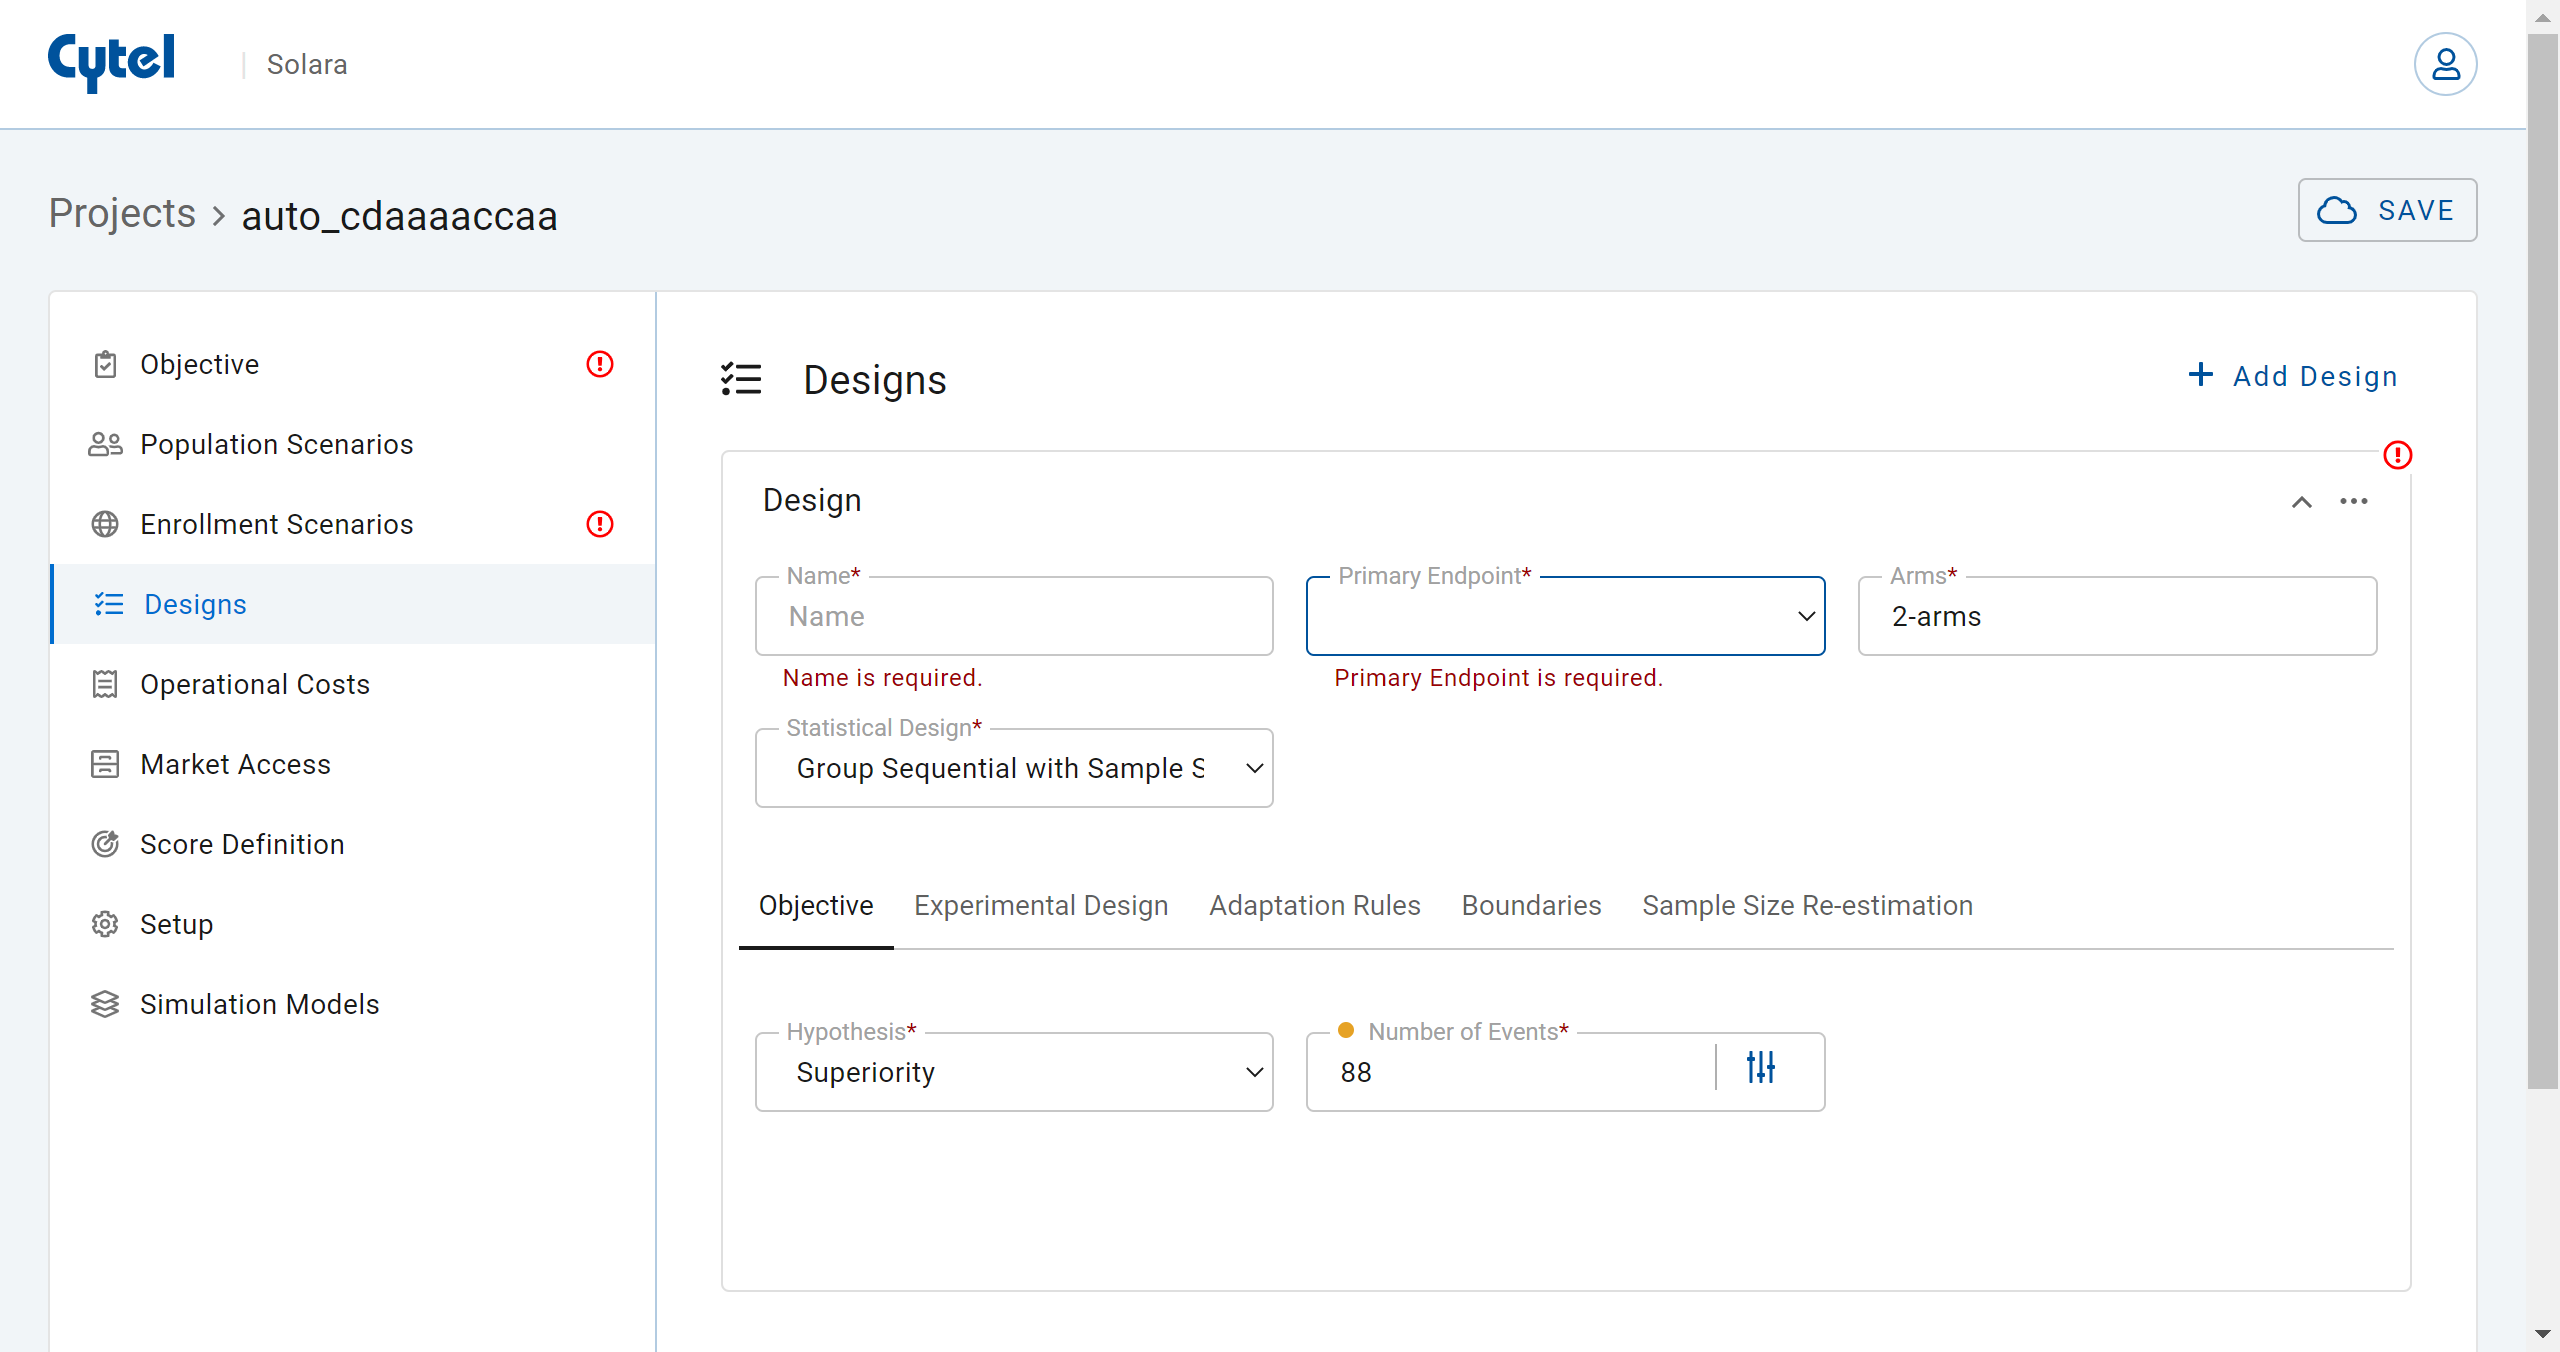 Cytel
Solara
Projects > auto_cdaaaaccaa
SAVE
Objective
Population Scenarios
Enrollment Scenarios
Designs
Operational Costs
Market Access
Score Definition
Setup
Simulation Models
Designs
+ Add Design
Design
Name*
Name
Name is required.
Primary Endpoint*
Primary Endpoint is required.
Arms*
2-arms
Statistical Design*
Group Sequential with Sample S
Objective Experimental Design Adaptation Rules Boundaries Sample Size Re-estimation
Hypothesis*
Superiority
Number of Events*
88